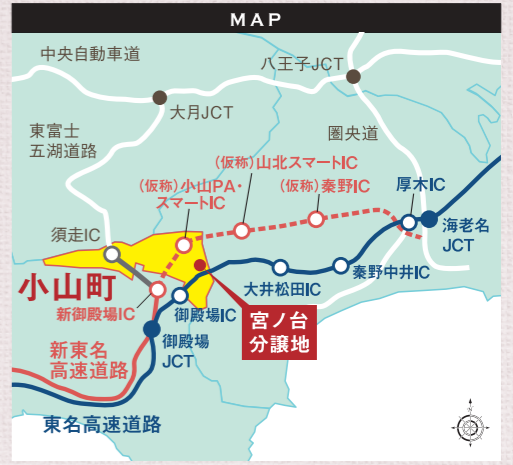 MAP
中央自動車道
八王子JCT
大月JCT
東富士
五湖道路
圏央道
(仮称)山北スマートIC
(仮称)小山PA・
スマートIC
(仮称)秦野IC
厚木IC
須走IC
海老名
JCT
小山町
秦野中井IC
大井松田IC
新御殿場IC
御殿場IC
宮ノ台
分譲地
御殿場
JCT
新東名
高速道路
東名高速道路